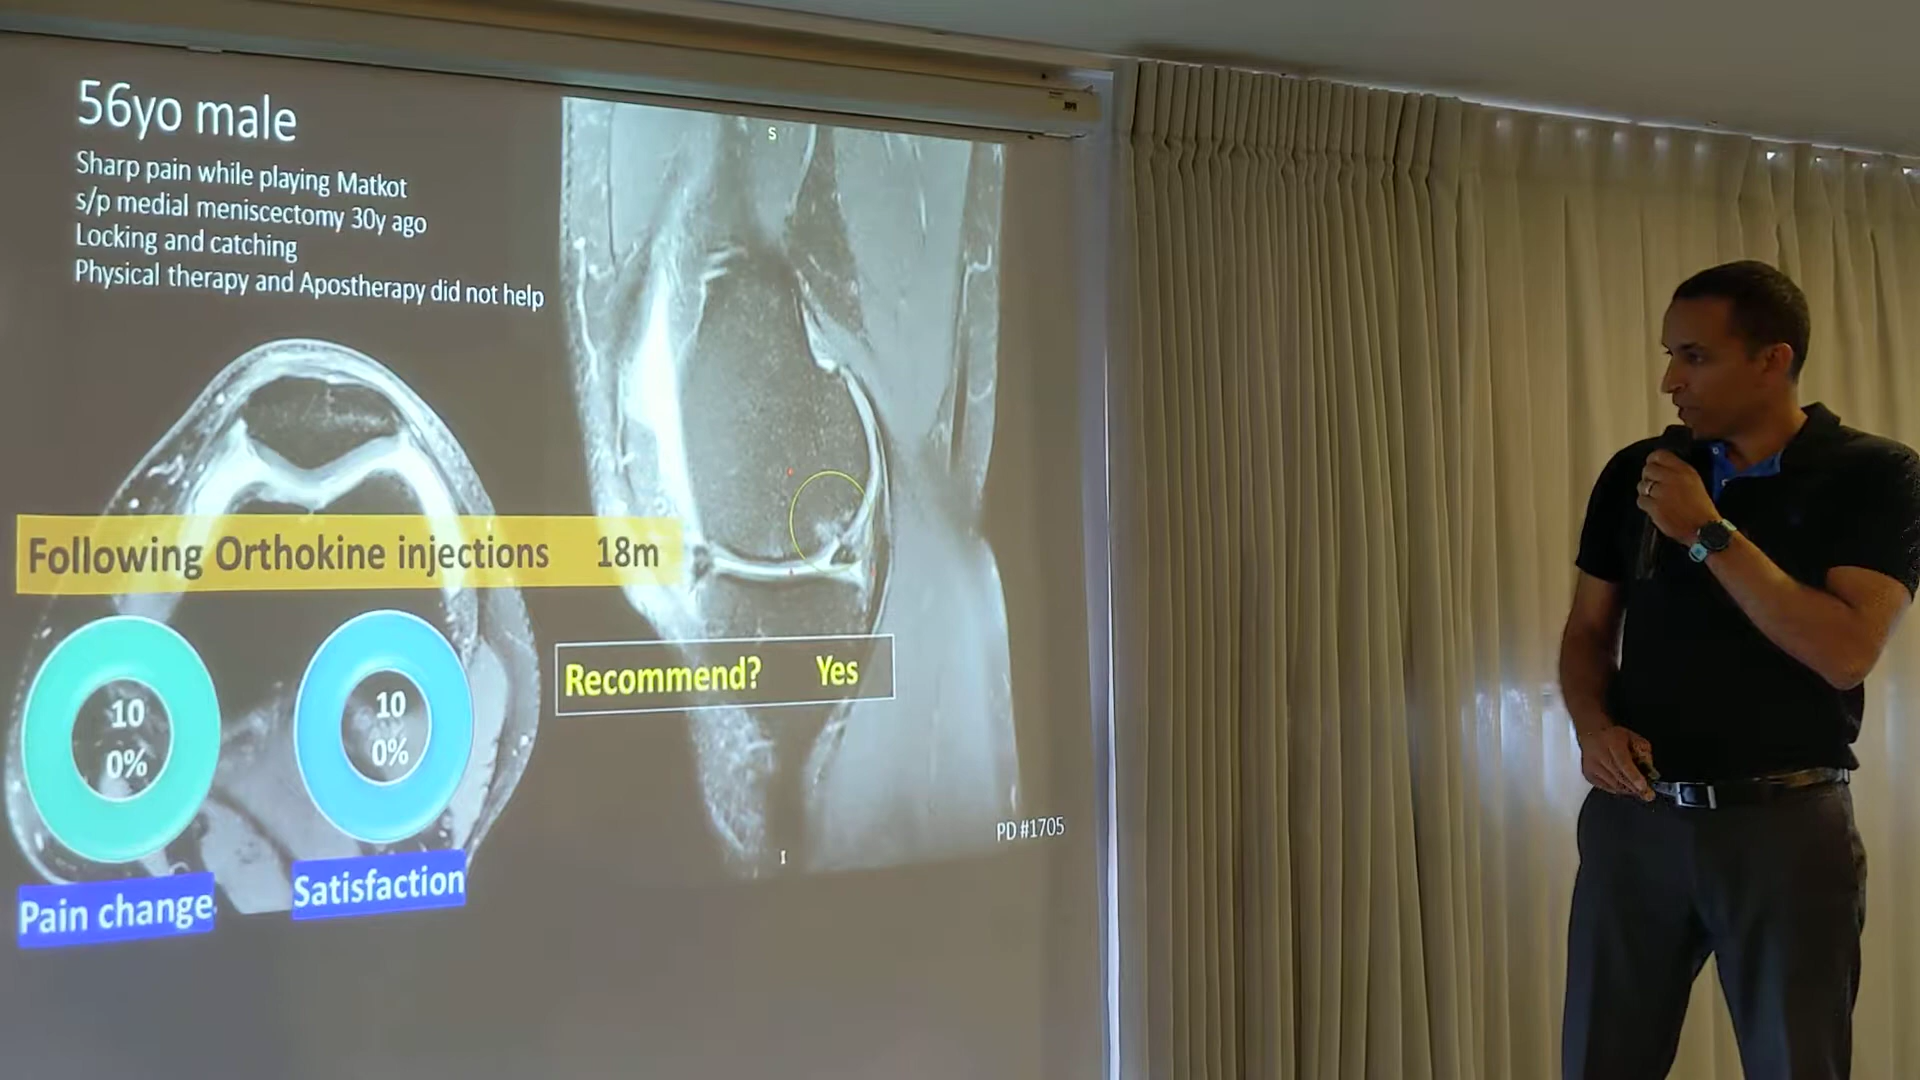 56yo male
Sharp pain while playing Matkot
s/p medial meniscectomy 30y ago
Locking and catching
Physical therapy and Apostherapy did not help
S
Following Orthokine injections 18m
Recommend? Yes
10
0%
10
0%
PD #1705
I
Pain change
Satisfaction